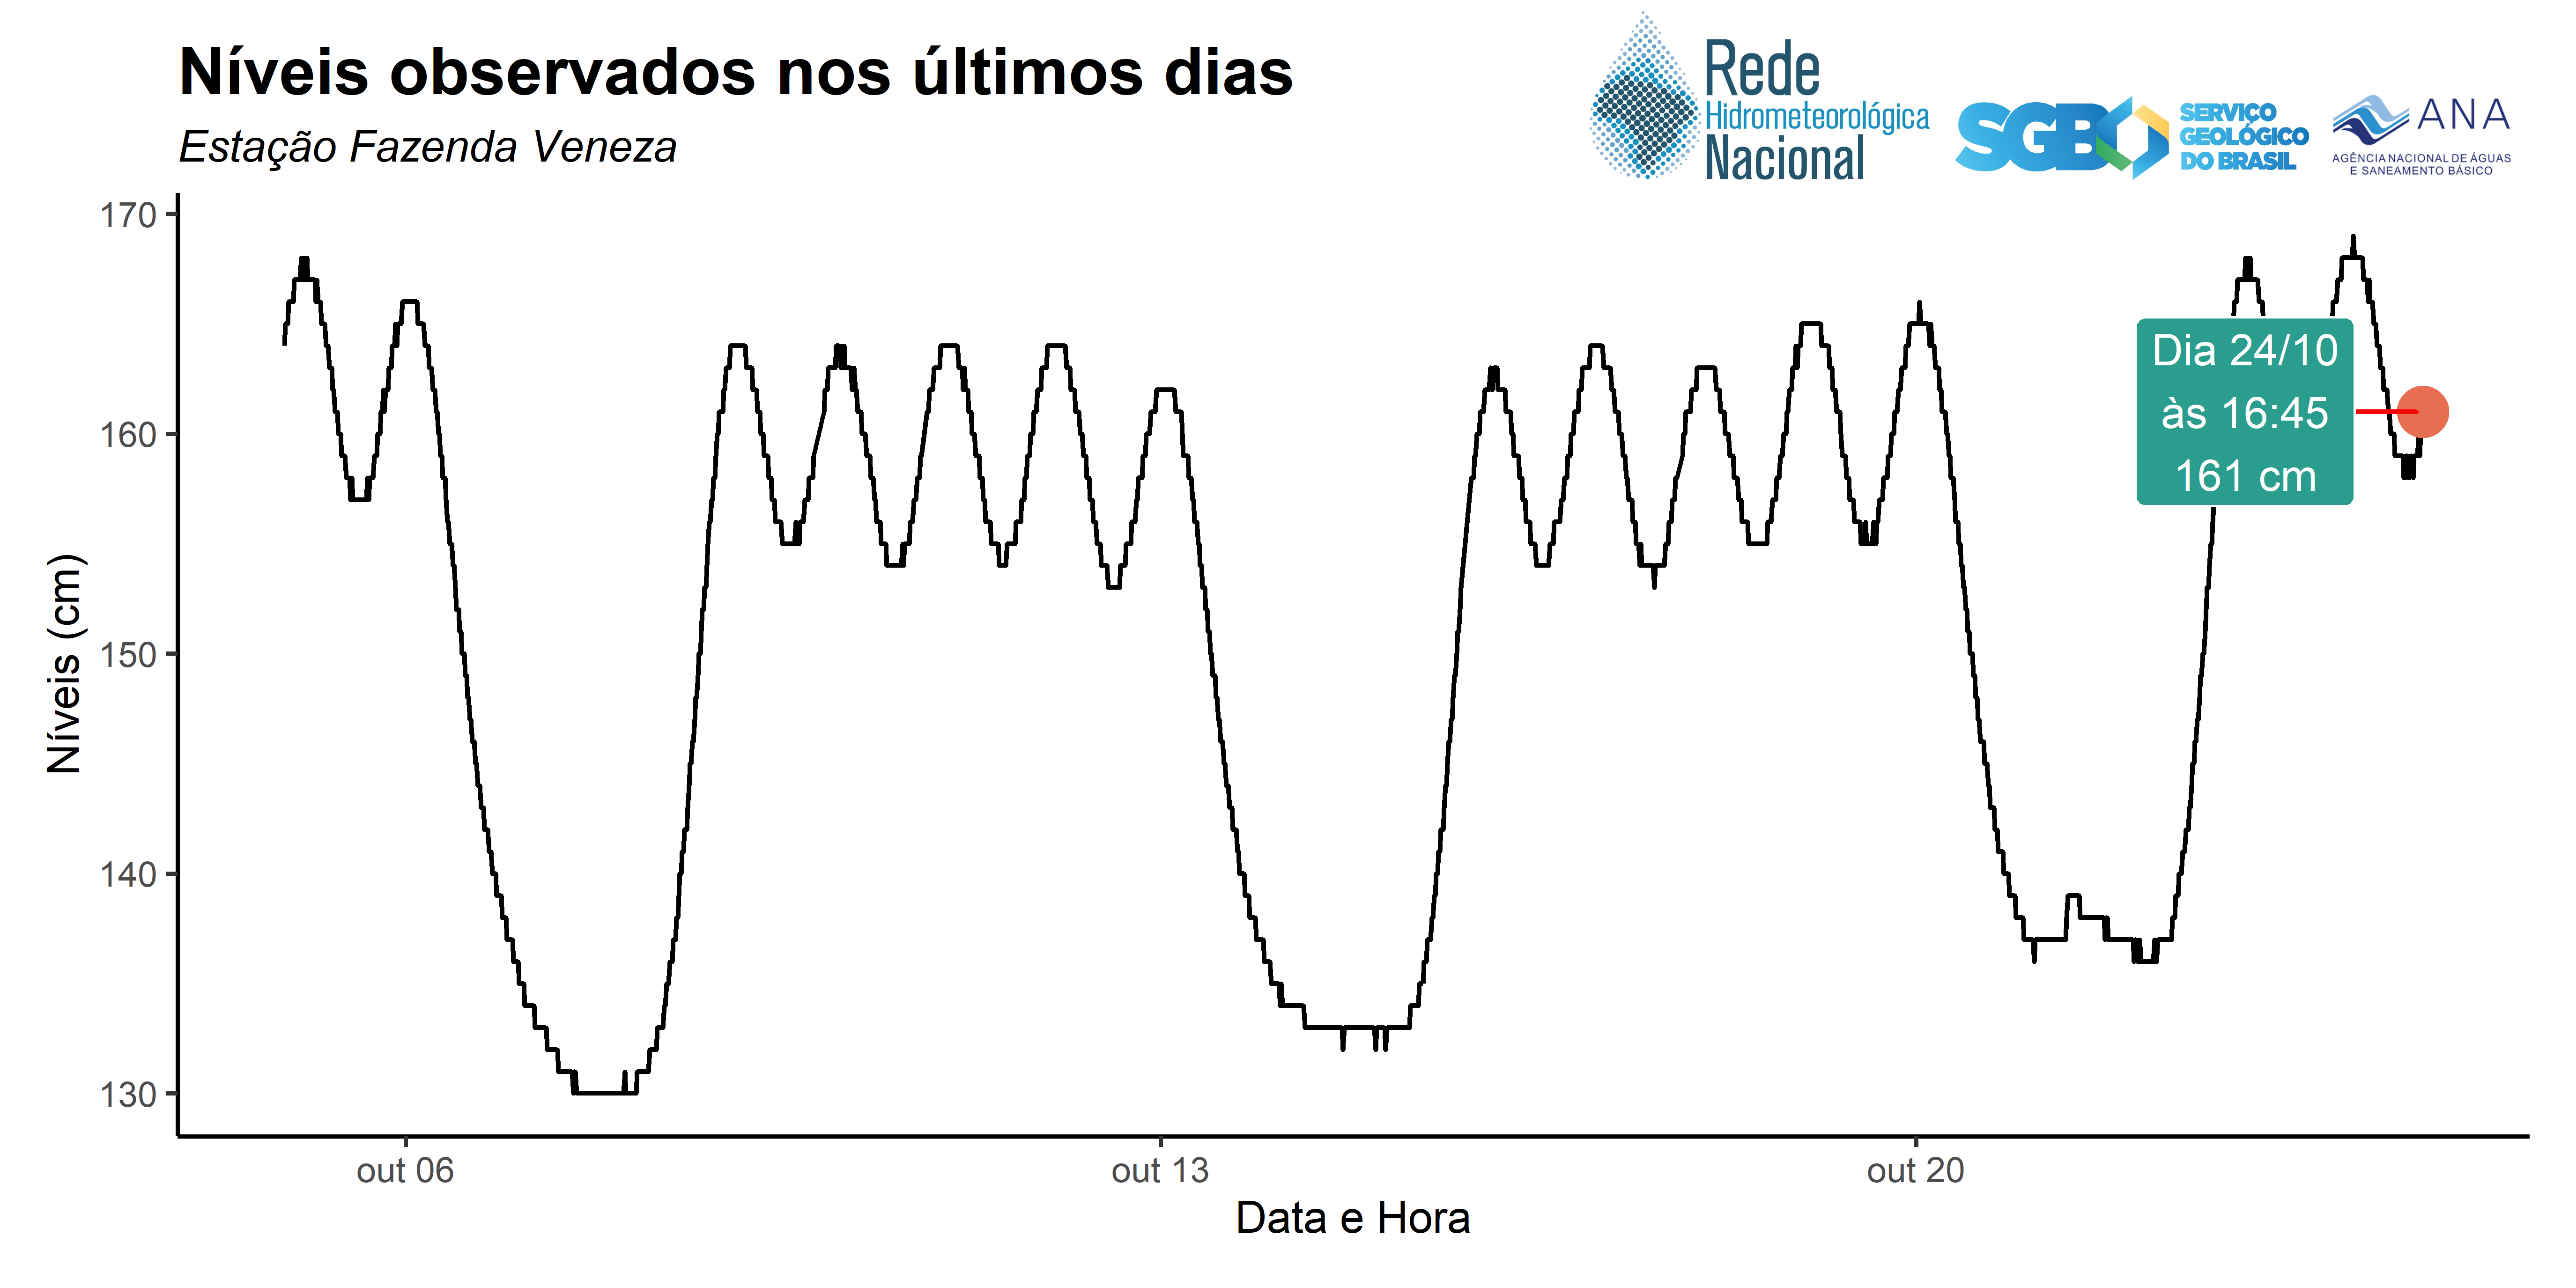 Níveis observados nos últimos dias
Estação Fazenda Veneza
Rede
Hidrometeorológica
Nacional
SGB
SERVIÇO
GEOLÓGICO
DO BRASIL
ANA
AGÊNCIA NACIONAL DE ÁGUAS
E SANEAMENTO BÁSICO
170
160
150
140
130
Níveis (cm)
Dia 24/10
às 16:45
161 cm
out 06
out 13
out 20
Data e Hora